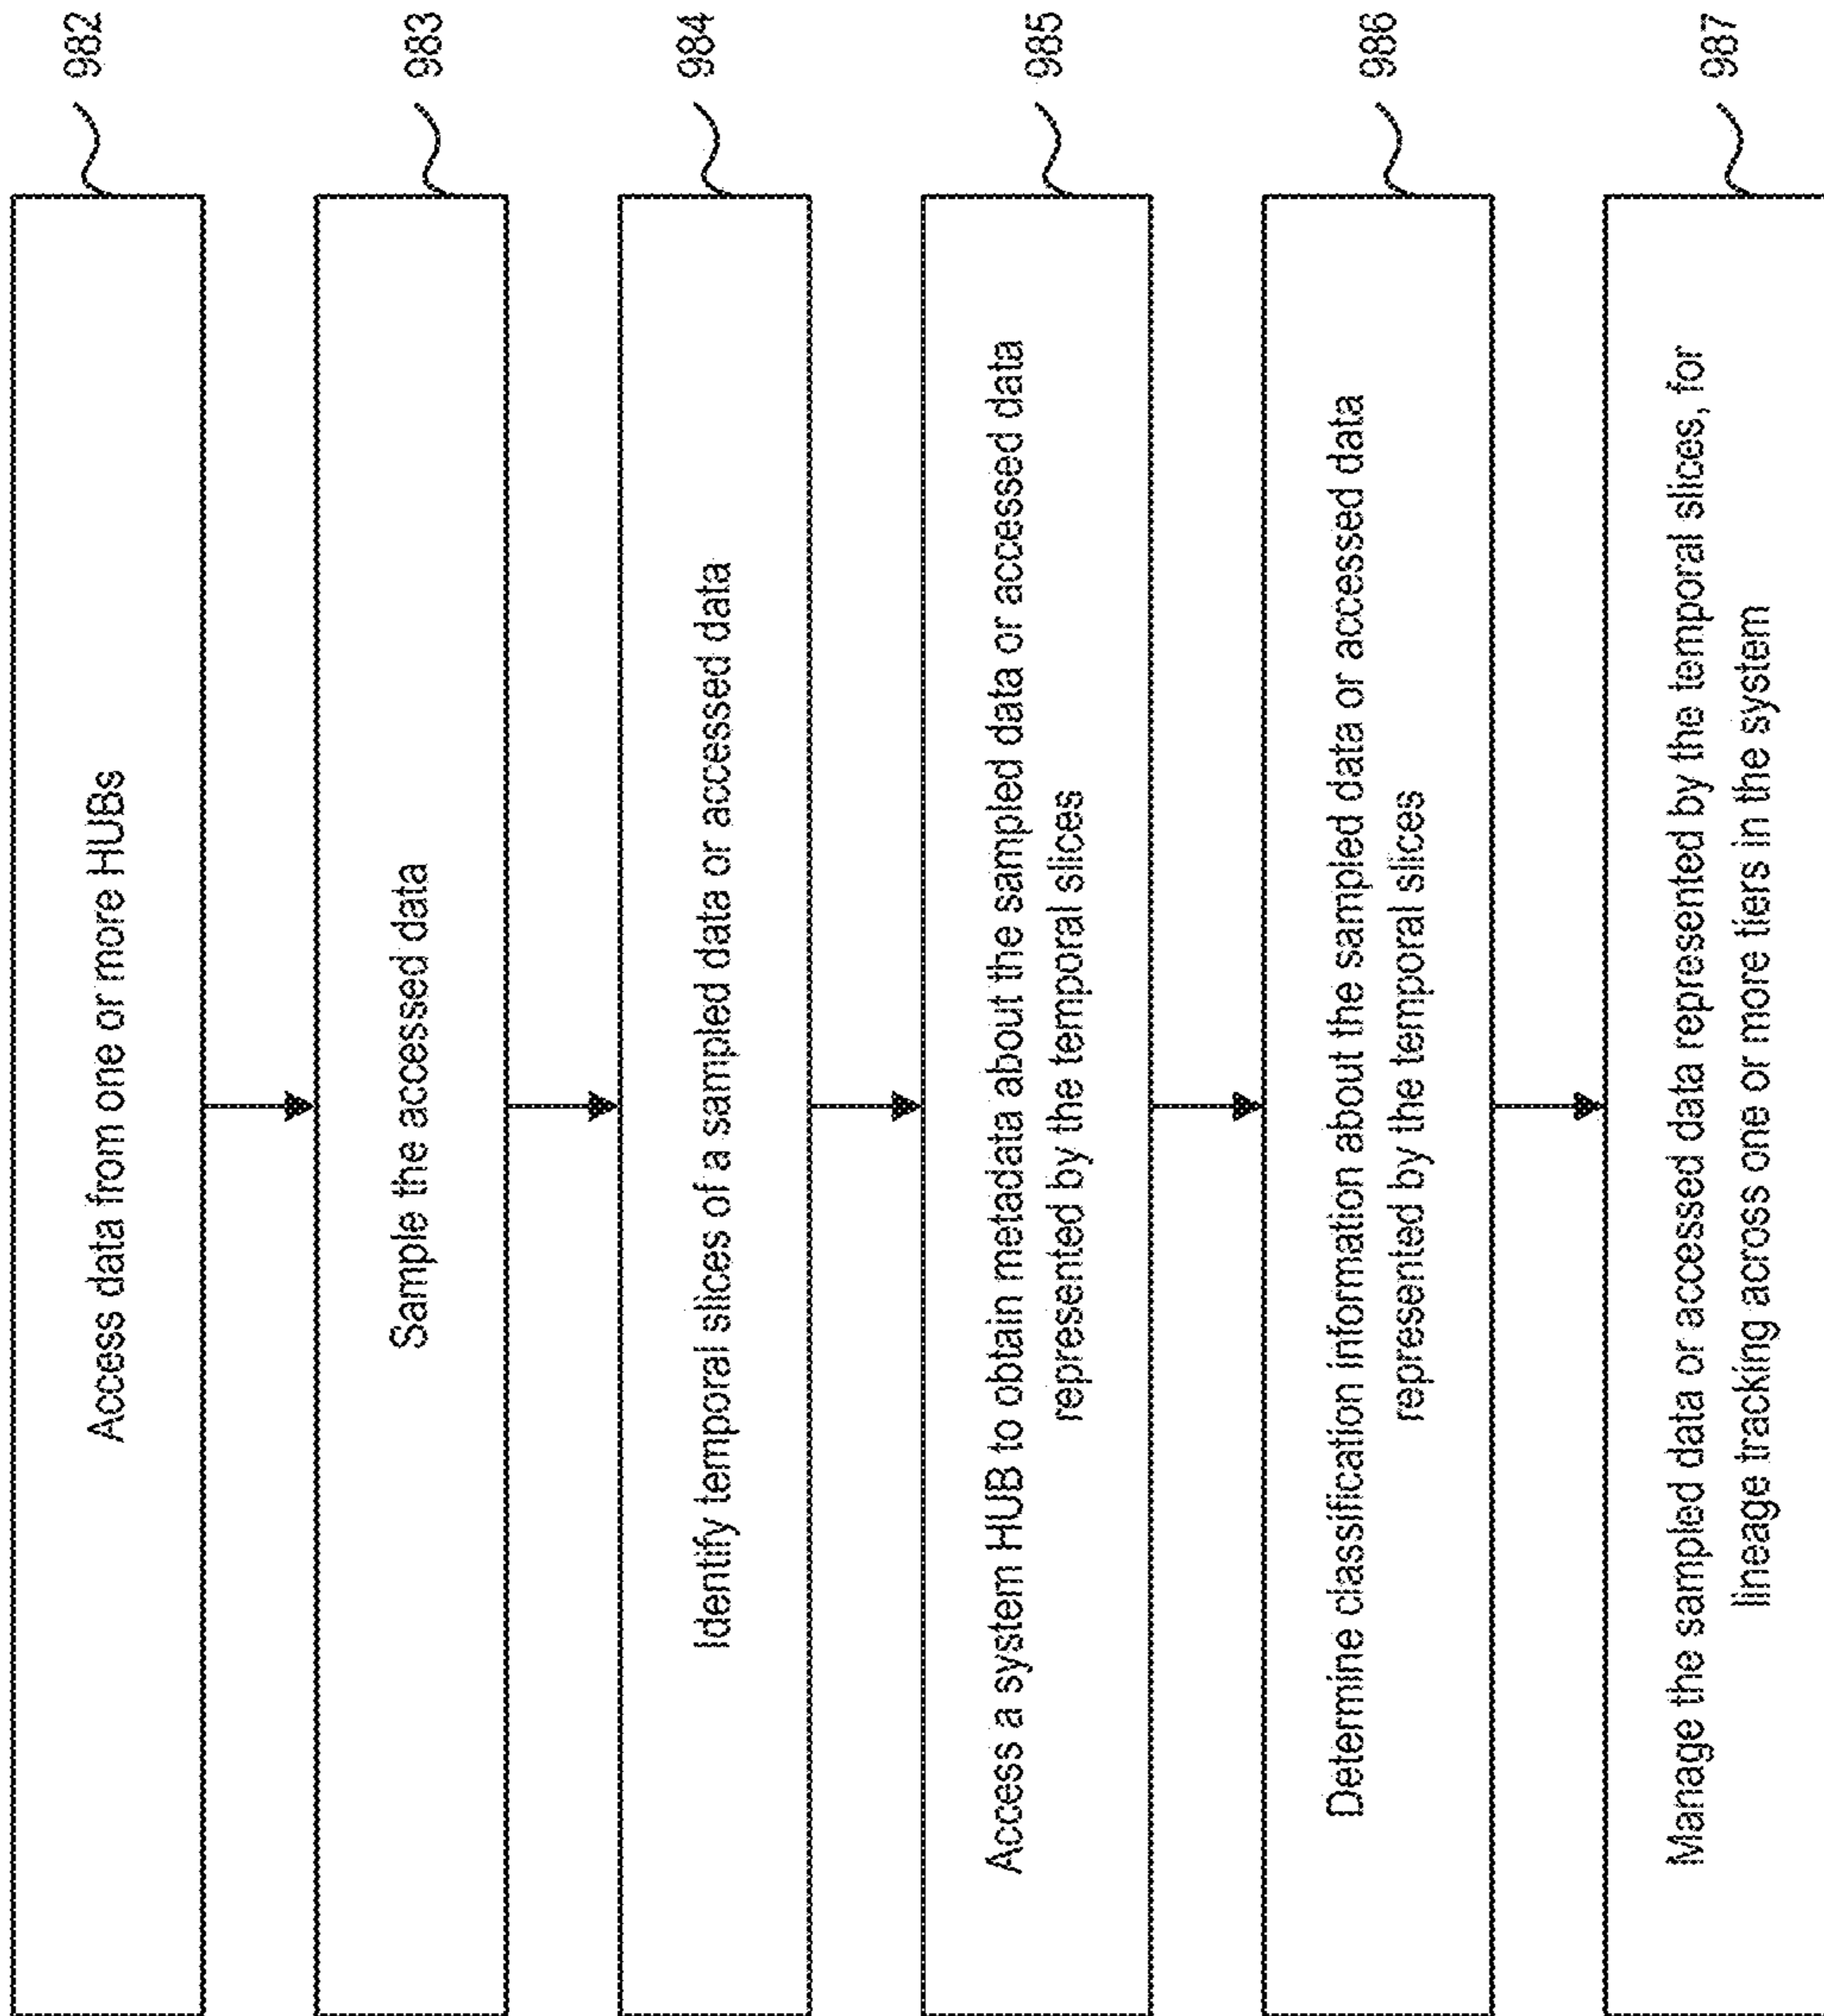 Access data from one or more HUBs
982
Sample the accessed data
983
Identify temporal slices of a sampled data or accessed data
984
Access a system HUB to obtain metadata about the sampled data or accessed data
represented by the temporal slices
985
Determine classification information about the sampled data or accessed data
represented by the temporal slices
986
Manage the sampled data or accessed data represented by the temporal slices, for
lineage tracking across one or more tiers in the system
987